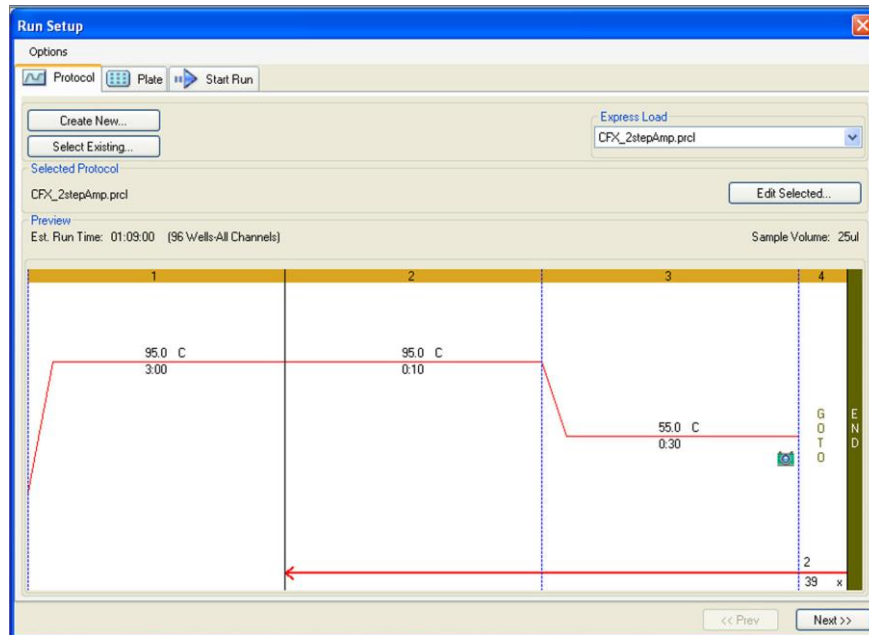 Run Setup
Options
Protocol Plate Start Run
Create New...
Select Existing...
Express Load
CFX_2stepAmp.prcl
Selected Protocol
CFX_2stepAmp.prcl
Edit Selected...
Preview
Est. Run Time: 01:09:00 (96 Wells-All Channels) Sample Volume: 25ul
1 2 3 4
95.0 C
3:00
95.0 C
0:10
55.0 C
0:30
GOTO
END
2
39 x
<< Prev Next >>